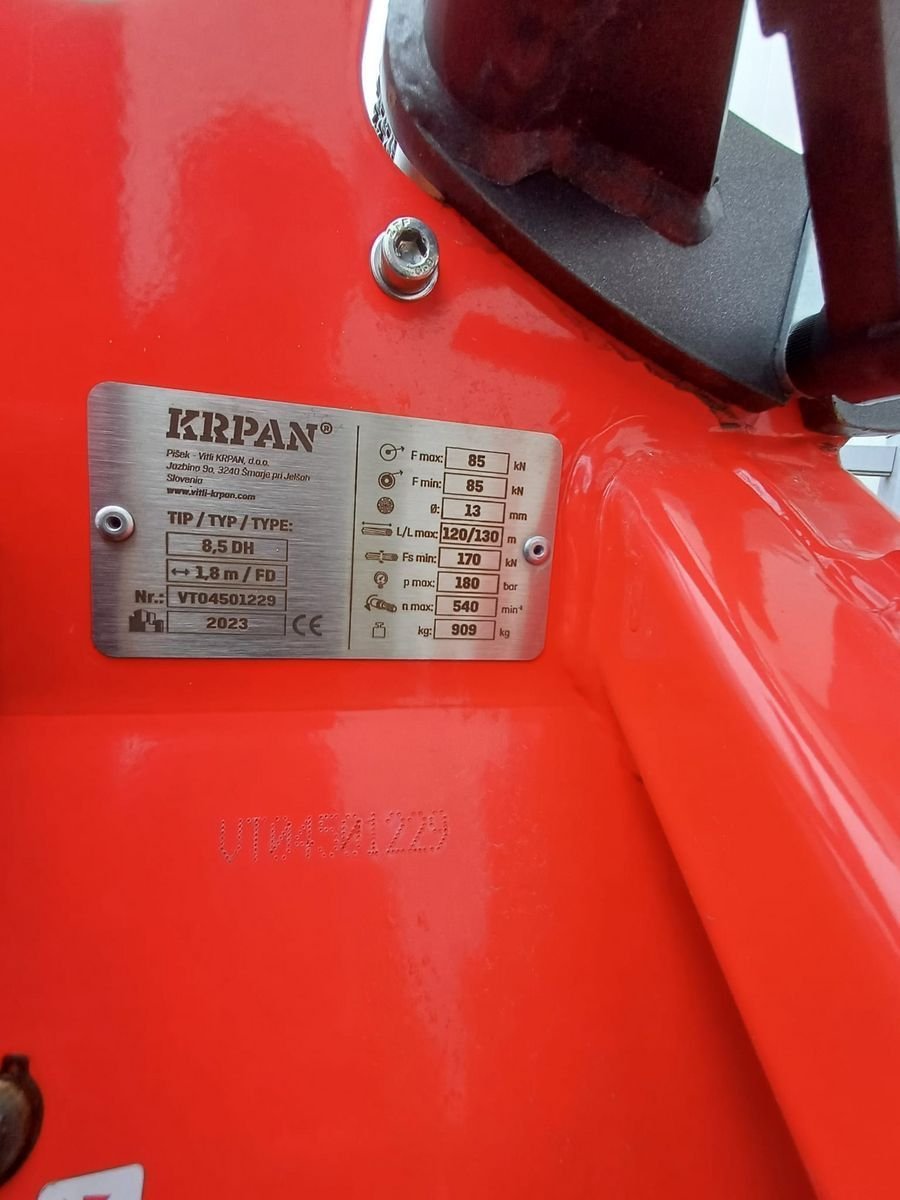 KRPAN®
Pišek - Vitli KRPAN, d.o.o.
Jazbina 9a, 3240 Šmarje pri Jelšah
Slovenia
www.vitli-krpan.com
TIP / TYP / TYPE:
8,5 DH
↔ 1,8 m / FD
Nr.: VT04501229
2023 CE
F max: 85 kN
F min: 85 kN
Ø: 13 mm
L/L max: 120/130 m
Fs min: 170 kN
p max: 180 bar
n max: 540 min⁻¹
kg: 909 kg
VT04501229